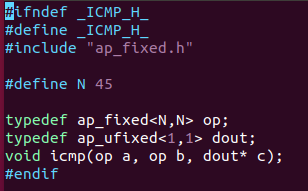 #ifndef _ICMP_H_
#define _ICMP_H_
#include "ap_fixed.h"
#define N 45
typedef ap_fixed<N,N> op;
typedef ap_ufixed<1,1> dout;
void icmp(op a, op b, dout* c);
#endif